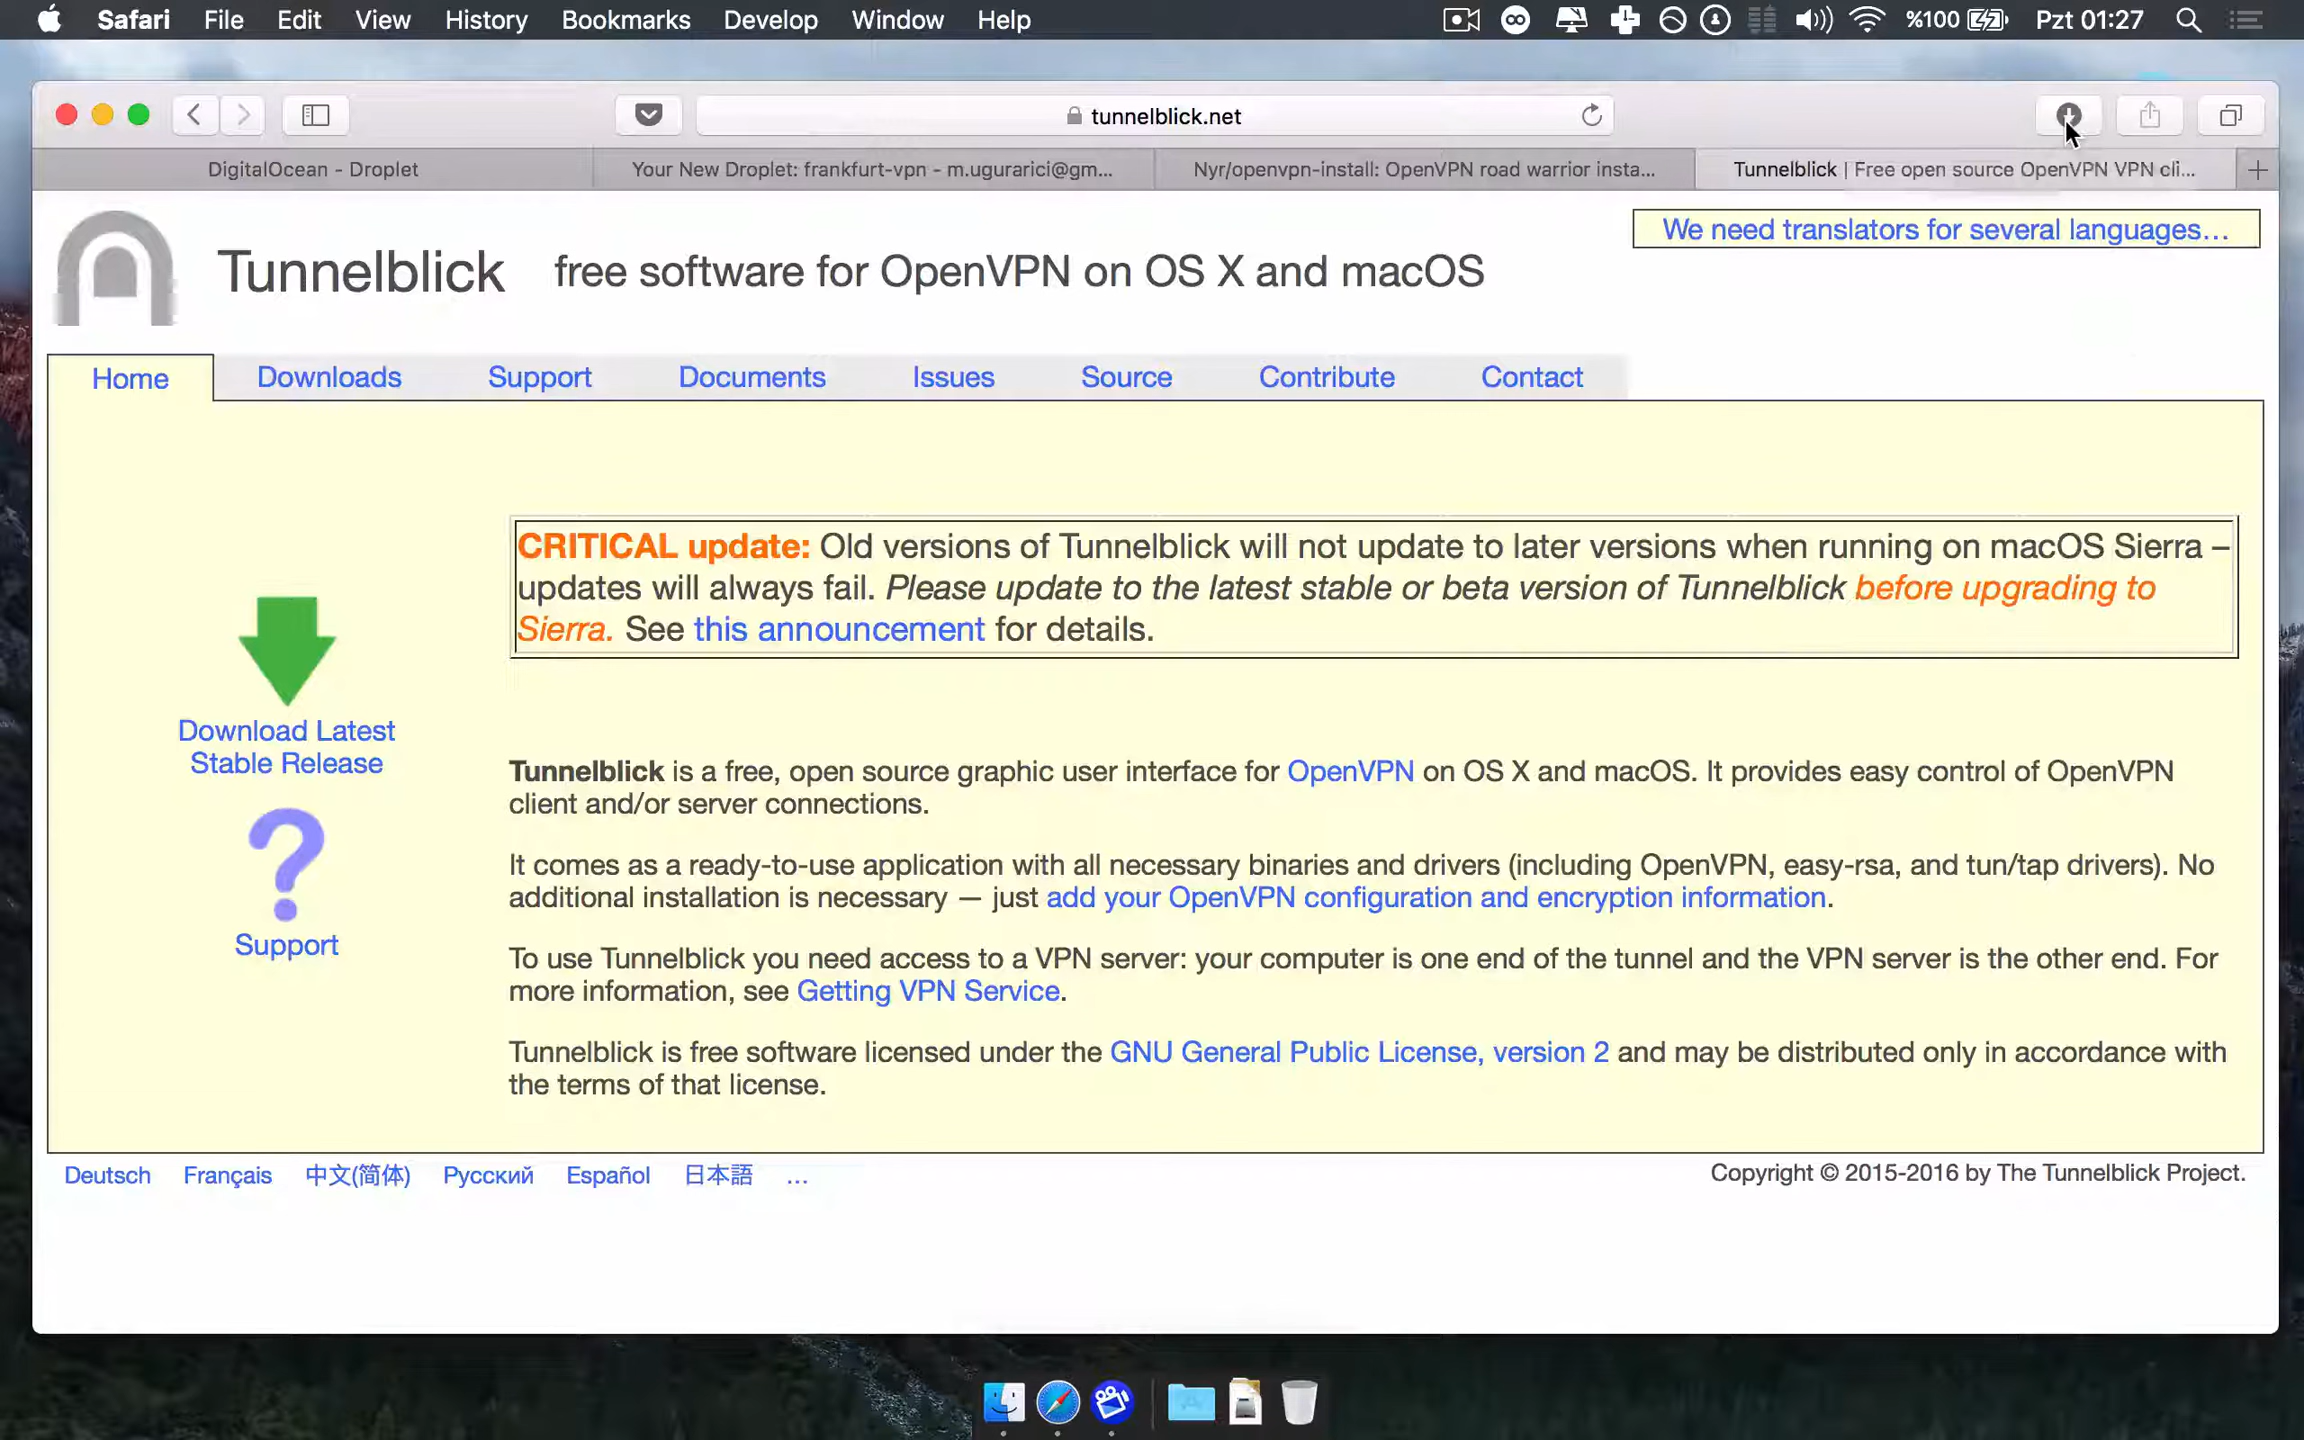 Safari File Edit View History Bookmarks Develop Window Help %100 Pzt 01:27
tunnelblick.net
DigitalOcean - Droplet Your New Droplet: frankfurt-vpn - m.ugurarici@gm... Nyr/openvpn-install: OpenVPN road warrior insta... Tunnelblick | Free open source OpenVPN VPN cli...
We need translators for several languages…
Tunnelblick free software for OpenVPN on OS X and macOS
Home Downloads Support Documents Issues Source Contribute Contact
CRITICAL update: Old versions of Tunnelblick will not update to later versions when running on macOS Sierra –
updates will always fail. Please update to the latest stable or beta version of Tunnelblick before upgrading to
Sierra. See this announcement for details.
Download Latest
Stable Release
Support
Tunnelblick is a free, open source graphic user interface for OpenVPN on OS X and macOS. It provides easy control of OpenVPN
client and/or server connections.
It comes as a ready-to-use application with all necessary binaries and drivers (including OpenVPN, easy-rsa, and tun/tap drivers). No
additional installation is necessary — just add your OpenVPN configuration and encryption information.
To use Tunnelblick you need access to a VPN server: your computer is one end of the tunnel and the VPN server is the other end. For
more information, see Getting VPN Service.
Tunnelblick is free software licensed under the GNU General Public License, version 2 and may be distributed only in accordance with
the terms of that license.
Deutsch Français 中文(简体) Русский Español 日本語 ...
Copyright © 2015-2016 by The Tunnelblick Project.